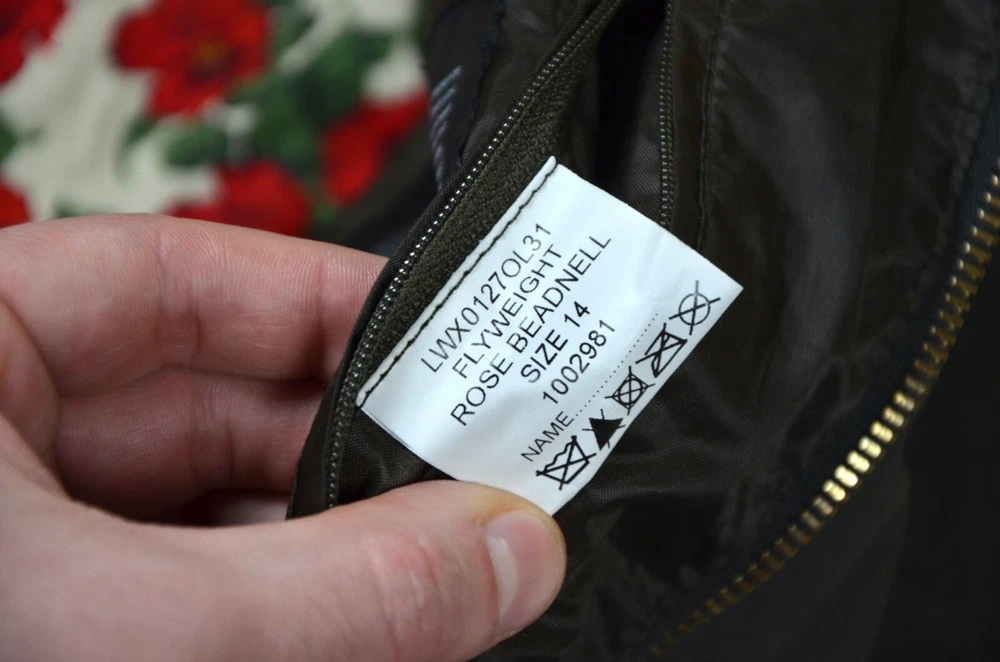 LWX0127OL31
FLYWEIGHT
ROSE BEADNELL
SIZE 14
1002981
NAME